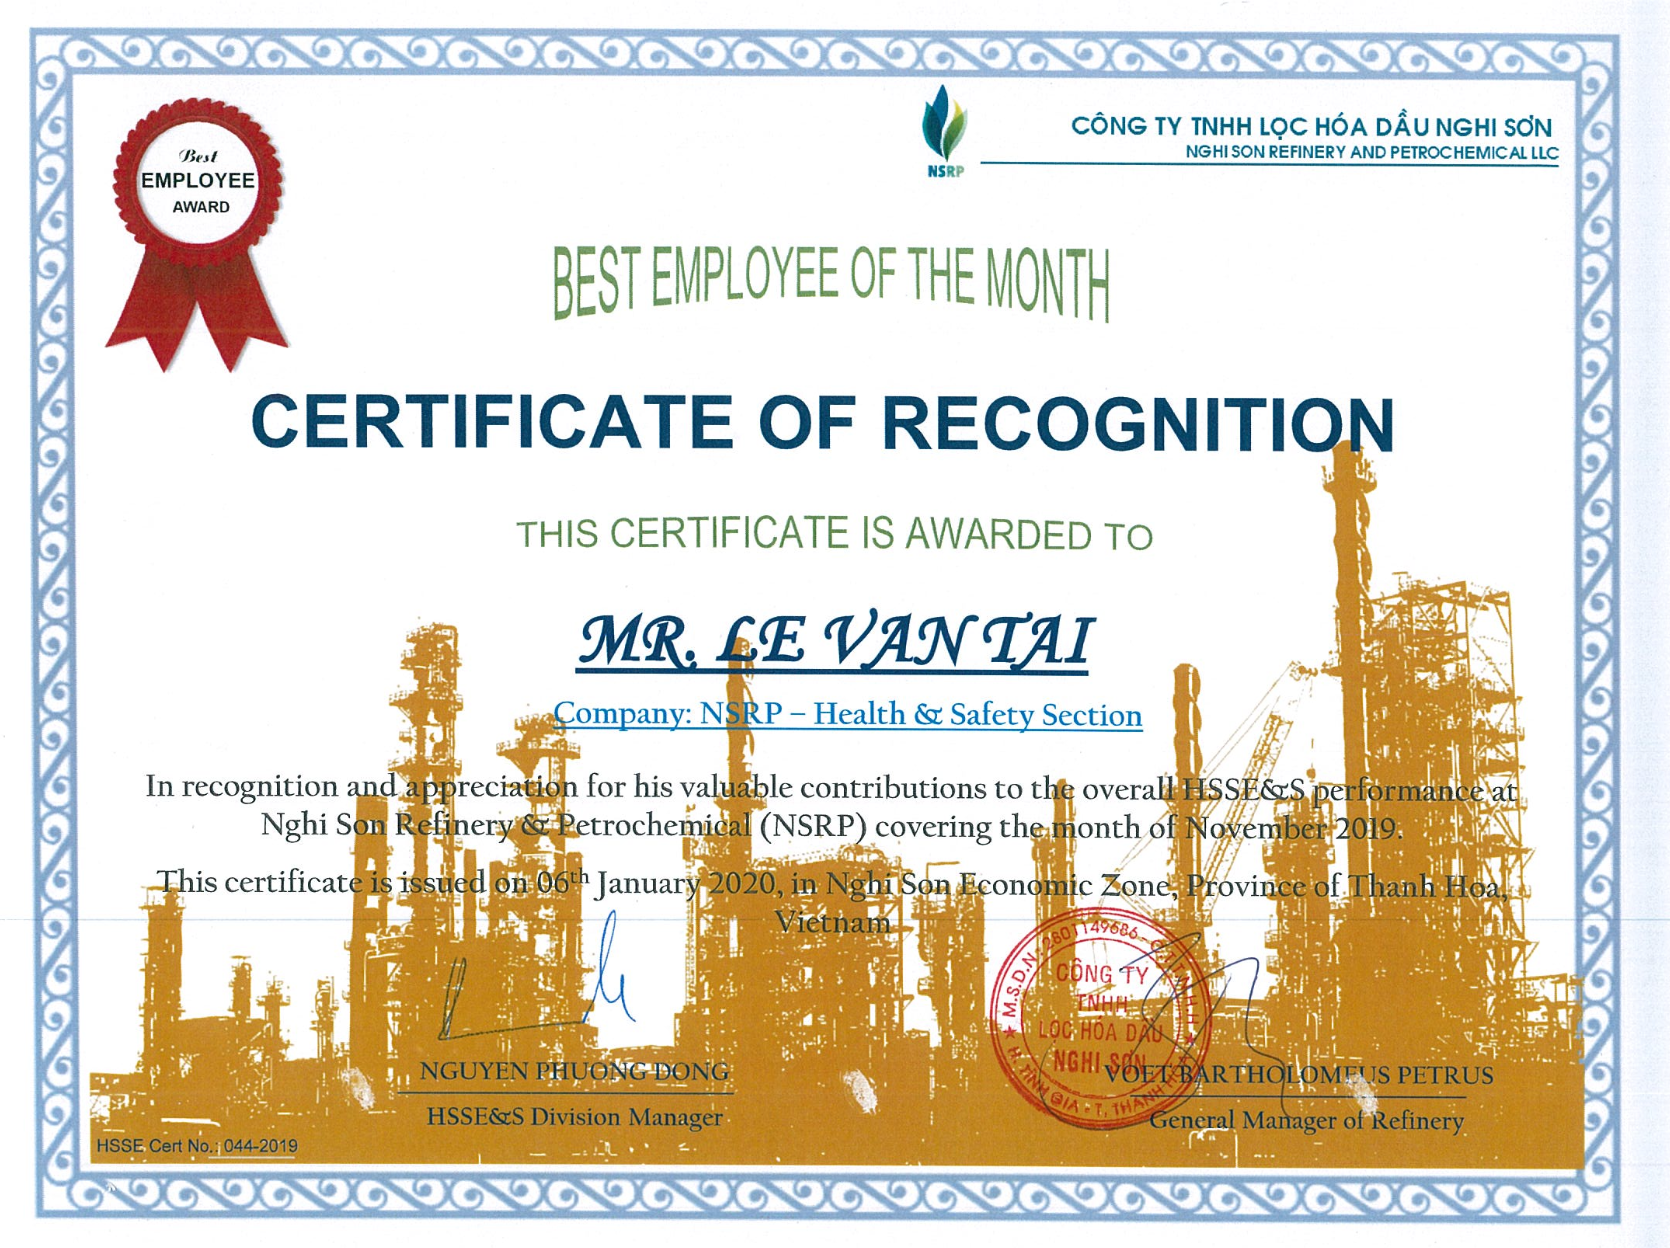 Best
EMPLOYEE
AWARD
NSRP
CÔNG TY TNHH LỌC HÓA DẦU NGHI SƠN
NGHI SON REFINERY AND PETROCHEMICAL LLC
BEST EMPLOYEE OF THE MONTH
CERTIFICATE OF RECOGNITION
THIS CERTIFICATE IS AWARDED TO
MR. LE VAN TAI
Company: NSRP – Health & Safety Section
In recognition and appreciation for his valuable contributions to the overall HSSE&S performance at
Nghi Son Refinery & Petrochemical (NSRP) covering the month of November 2019.
This certificate is issued on 06th January 2020, in Nghi Son Economic Zone, Province of Thanh Hoa,
Vietnam
M.S.D.N: 2801149686 - C.T.T.N.H.H
CÔNG TY
TNHH
LỌC HÓA DẦU
NGHI SƠN
H. TĨNH GIA - T. THANH
NGUYEN PHUONG DONG
HSSE&S Division Manager
VOET BARTHOLOMEUS PETRUS
General Manager of Refinery
HSSE Cert No.: 044-2019